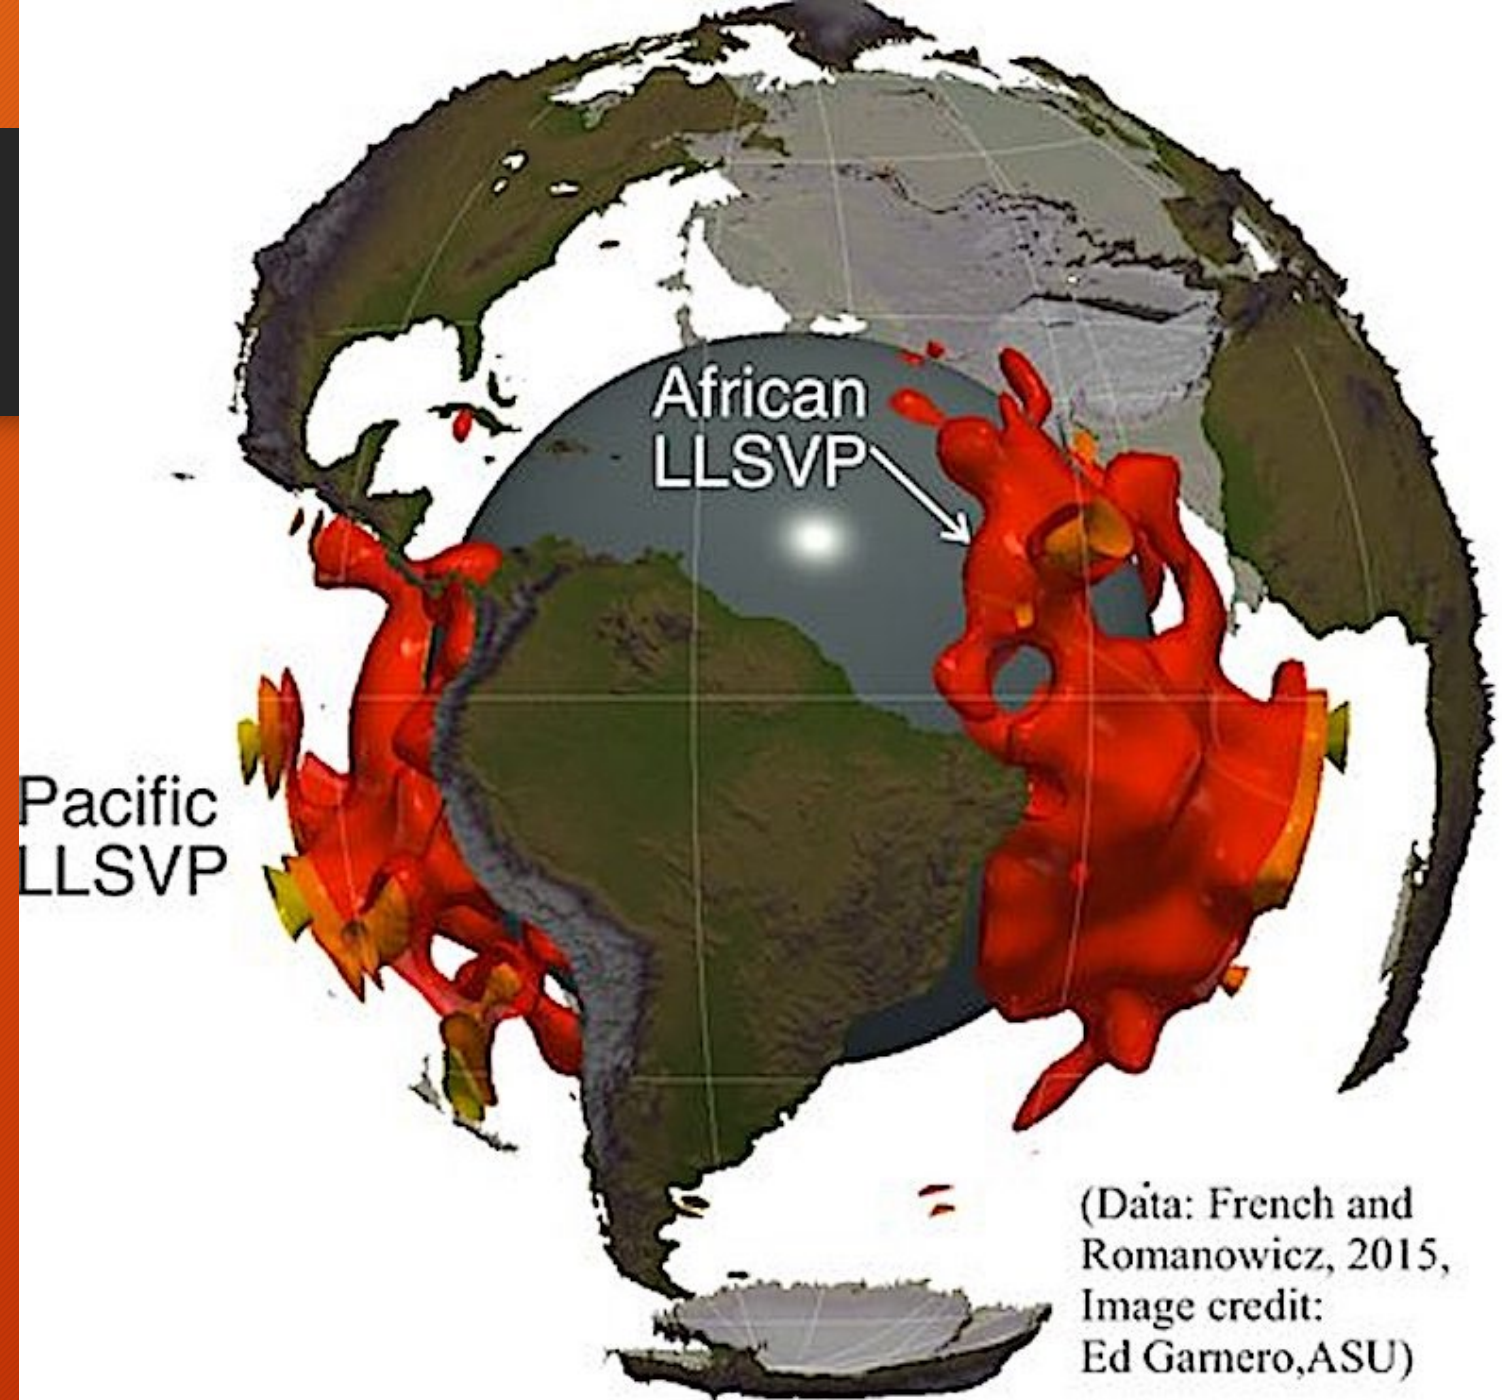 African
LLSVP
Pacific
LLSVP
(Data: French and
Romanowicz, 2015,
Image credit:
Ed Garnero,ASU)